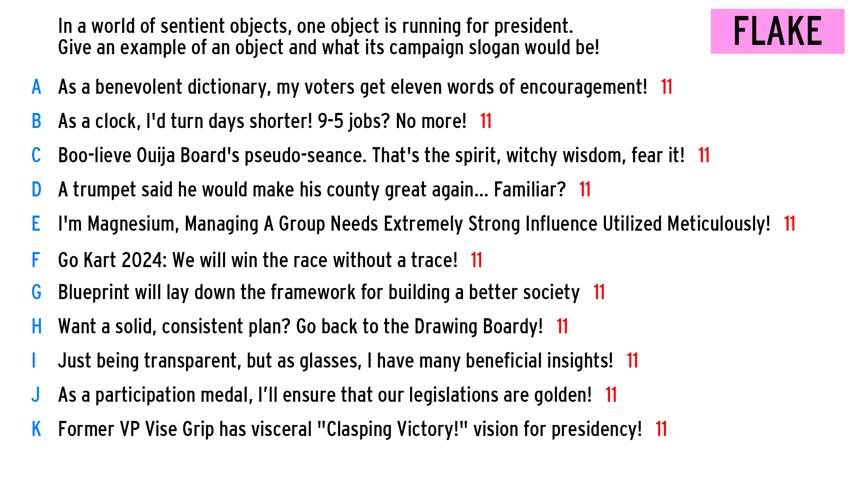 In a world of sentient objects, one object is running for president.
Give an example of an object and what its campaign slogan would be!
FLAKE
A As a benevolent dictionary, my voters get eleven words of encouragement! 11
B As a clock, I'd turn days shorter! 9-5 jobs? No more! 11
C Boo-lieve Ouija Board's pseudo-seance. That's the spirit, witchy wisdom, fear it! 11
D A trumpet said he would make his county great again... Familiar? 11
E I'm Magnesium, Managing A Group Needs Extremely Strong Influence Utilized Meticulously! 11
F Go Kart 2024: We will win the race without a trace! 11
G Blueprint will lay down the framework for building a better society 11
H Want a solid, consistent plan? Go back to the Drawing Boardy! 11
I Just being transparent, but as glasses, I have many beneficial insights! 11
J As a participation medal, I’ll ensure that our legislations are golden! 11
K Former VP Vise Grip has visceral "Clasping Victory!" vision for presidency! 11